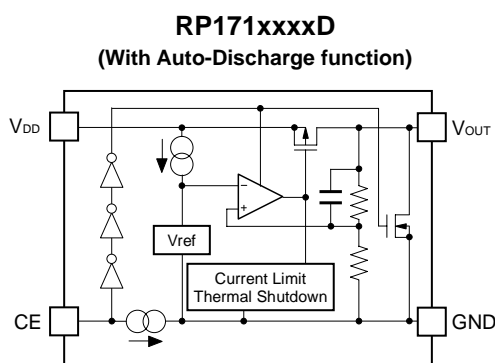 RP171xxxxD
(With Auto-Discharge function)
VDD
VOUT
−
+
Vref
Current Limit
Thermal Shutdown
CE
GND